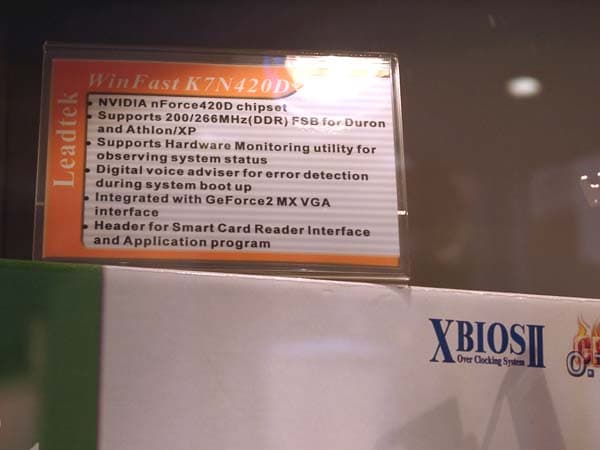 WinFast K7N420D
Leadtek
• NVIDIA nForce420D chipset
• Supports 200/266MHz(DDR) FSB for Duron
and Athlon/XP
• Supports Hardware Monitoring utility for
observing system status
• Digital voice adviser for error detection
during system boot up
• Integrated with GeForce2 MX VGA
interface
• Header for Smart Card Reader Interface
and Application program
XBIOSII
Over Clocking System